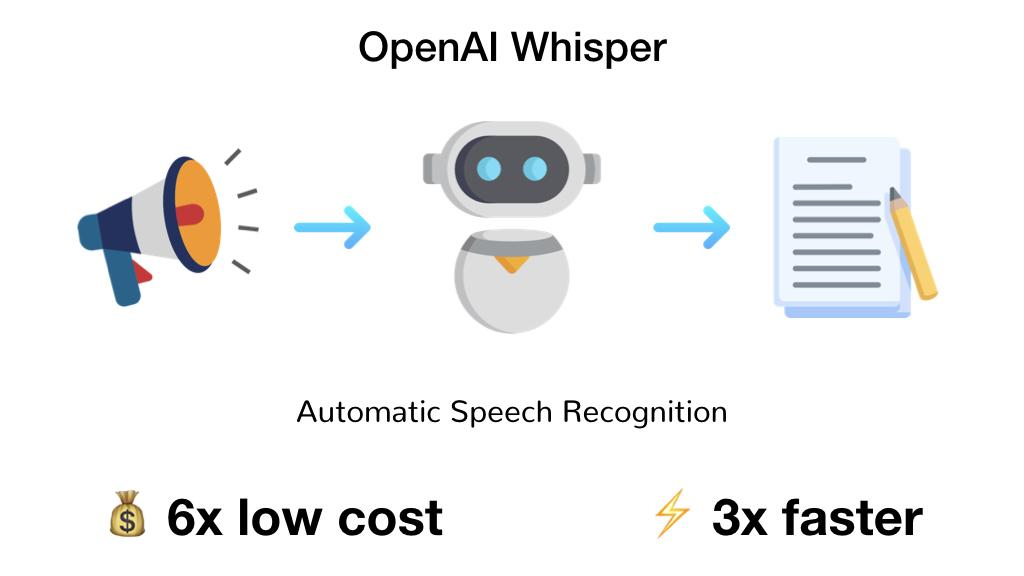 OpenAI Whisper
Automatic Speech Recognition
💰 6x low cost
⚡ 3x faster